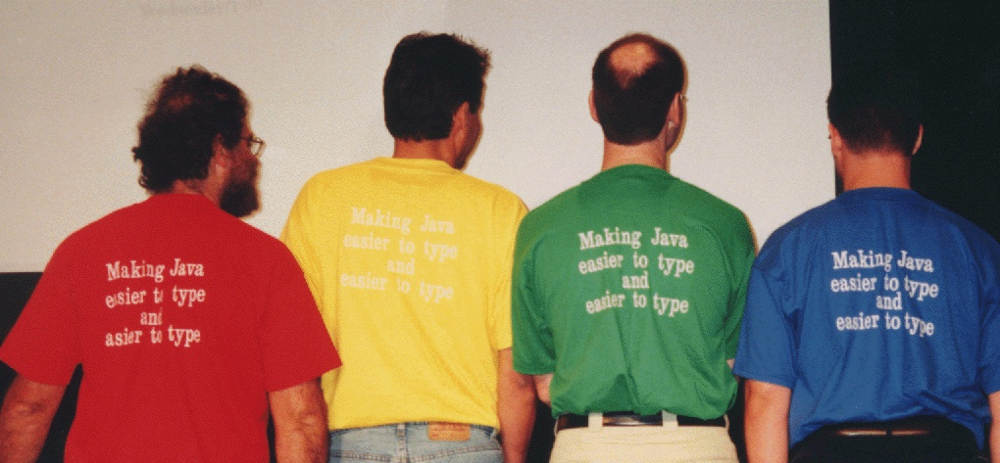 Making Java
easier to type
and
easier to type
Making Java
easier to type
and
easier to type
Making Java
easier to type
and
easier to type
Making Java
easier to type
and
easier to type